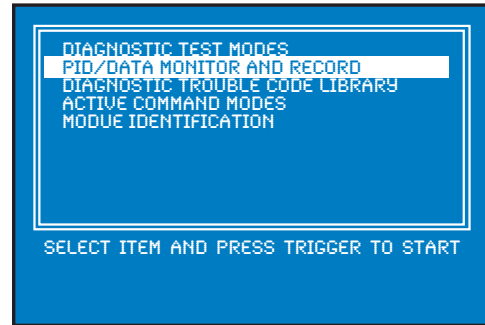 DIAGNOSTIC TEST MODES
PID/DATA MONITOR AND RECORD
DIAGNOSTIC TROUBLE CODE LIBRARY
ACTIVE COMMAND MODES
MODUE IDENTIFICATION
SELECT ITEM AND PRESS TRIGGER TO START